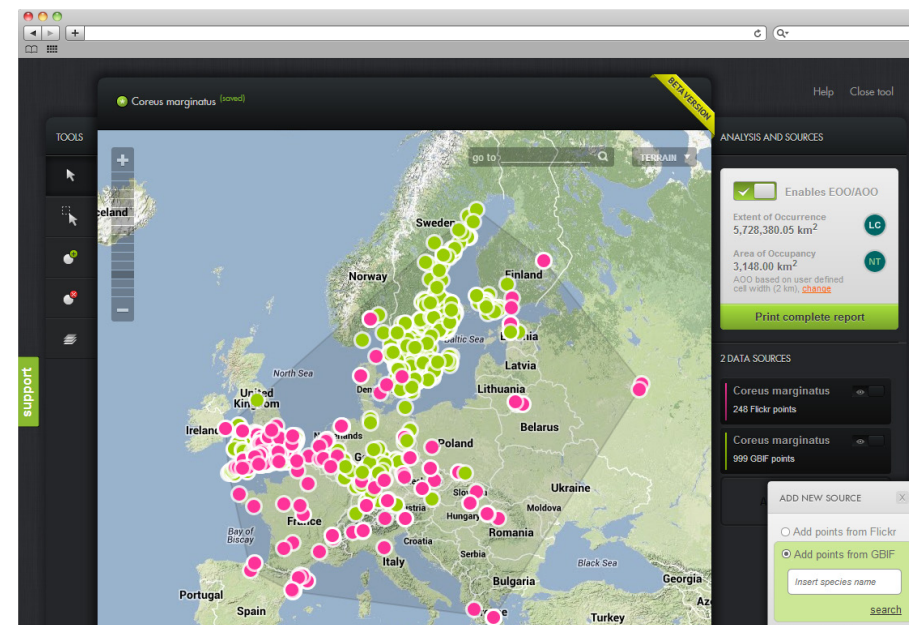 Coreus marginatus (saved)
BETA VERSION
Help
Close tool
TOOLS
ANALYSIS AND SOURCES
go to:
TERRAIN
Enables EOO/AOO
Extent of Occurrence
5,728,380.05 km2
LC
Area of Occupancy
3,148.00 km2
NT
AOO based on user defined
cell width (2 km), change
Print complete report
2 DATA SOURCES
Coreus marginatus
248 Flickr points
Coreus marginatus
999 GBIF points
ADD NEW SOURCE
Add points from Flickr
Add points from GBIF
Insert species name
search
support
Sweden
Norway
Finland
Baltic Sea
Latvia
North Sea
Lithuania
United
Kingdom
Belarus
Ireland
Poland
Ukraine
Moldova
Hungary
France
Romania
Bay of
Biscay
Croatia
Italy
Serbia
Black Sea
Bulgaria
Georgia
Portugal
Spain
Turkey